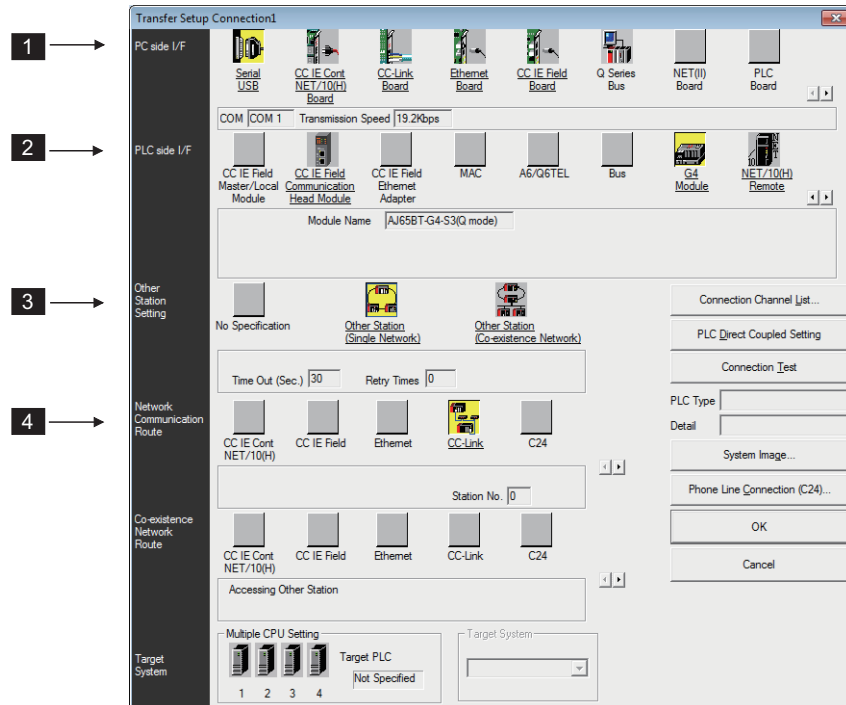 Transfer Setup Connection1
1
PC side I/F
Serial
USB
CC IE Cont
NET/10(H)
Board
CC-Link
Board
Ethernet
Board
CC IE Field
Board
Q Series
Bus
NET(II)
Board
PLC
Board
COM COM 1 Transmission Speed 19.2Kbps
2
PLC side I/F
CC IE Field
Master/Local
Module
CC IE Field
Communication
Head Module
CC IE Field
Ethernet
Adapter
MAC
A6/Q6TEL
Bus
G4
Module
NET/10(H)
Remote
Module Name AJ65BT-G4-S3(Q mode)
3
Other
Station
Setting
No Specification
Other Station
(Single Network)
Other Station
(Co-existence Network)
Time Out (Sec.) 30 Retry Times 0
Connection Channel List...
PLC Direct Coupled Setting
Connection Test
PLC Type
Detail
System Image...
Phone Line Connection (C24)...
OK
Cancel
4
Network
Communication
Route
CC IE Cont
NET/10(H)
CC IE Field
Ethernet
CC-Link
C24
Station No. 0
Co-existence
Network
Route
CC IE Cont
NET/10(H)
CC IE Field
Ethernet
CC-Link
C24
Accessing Other Station
Target
System
Multiple CPU Setting
1 2 3 4
Target PLC
Not Specified
Target System